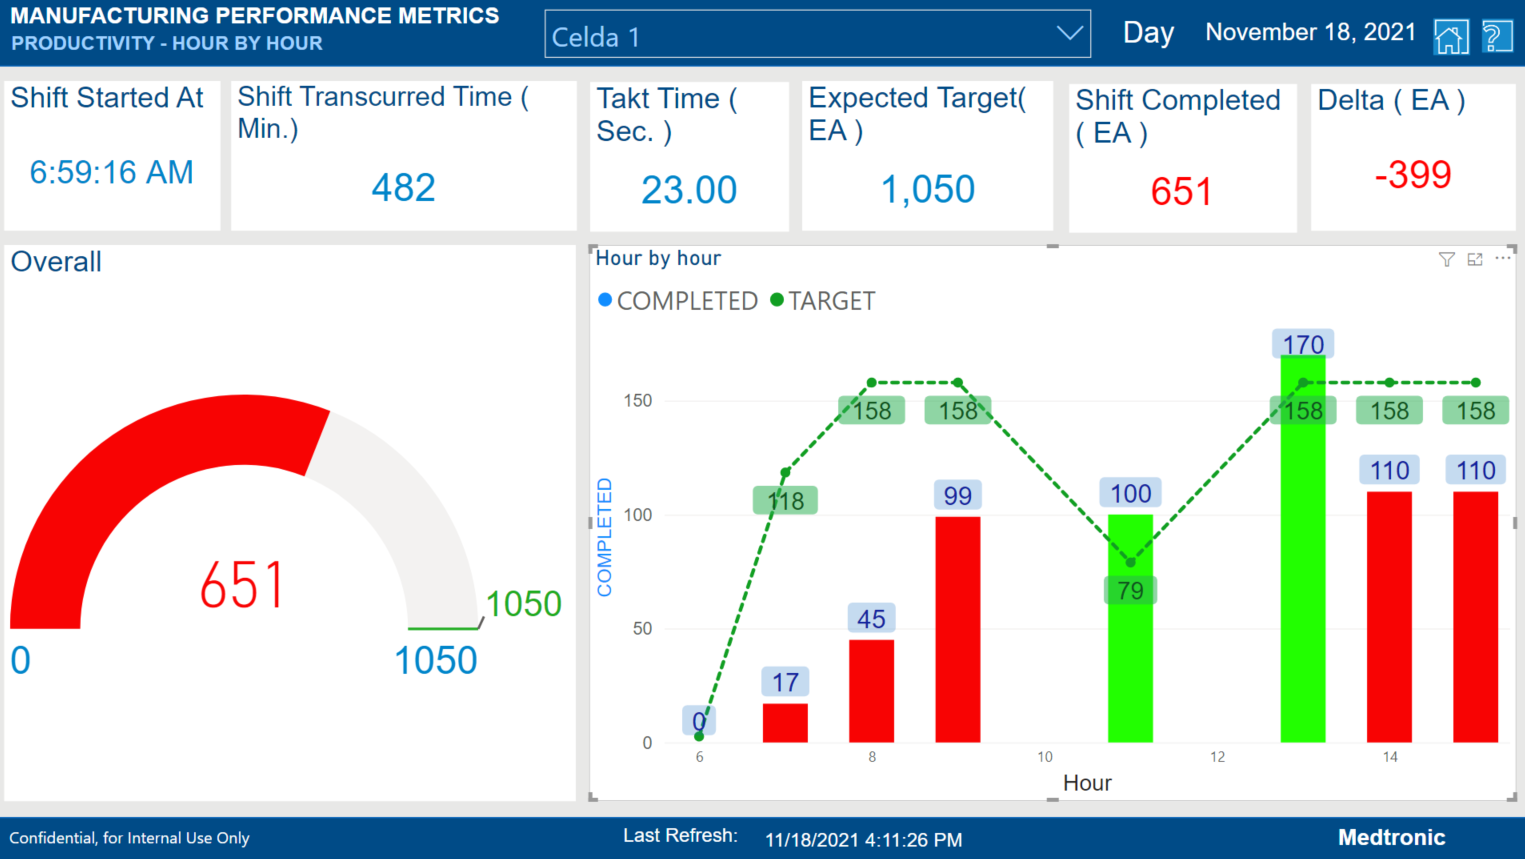 MANUFACTURING PERFORMANCE METRICS
PRODUCTIVITY - HOUR BY HOUR
Celda 1
Day
November 18, 2021
?
Shift Started At
6:59:16 AM
Shift Transcurred Time (
Min.)
482
Takt Time (
Sec. )
23.00
Expected Target(
EA )
1,050
Shift Completed
( EA )
651
Delta ( EA )
-399
Overall
651
1050
0
1050
Hour by hour
COMPLETED TARGET
COMPLETED
150
100
50
0
170
158
158
158
158
158
118
110
110
100
99
79
45
17
0
6
8
10
12
14
Hour
Confidential, for Internal Use Only
Last Refresh:
11/18/2021 4:11:26 PM
Medtronic